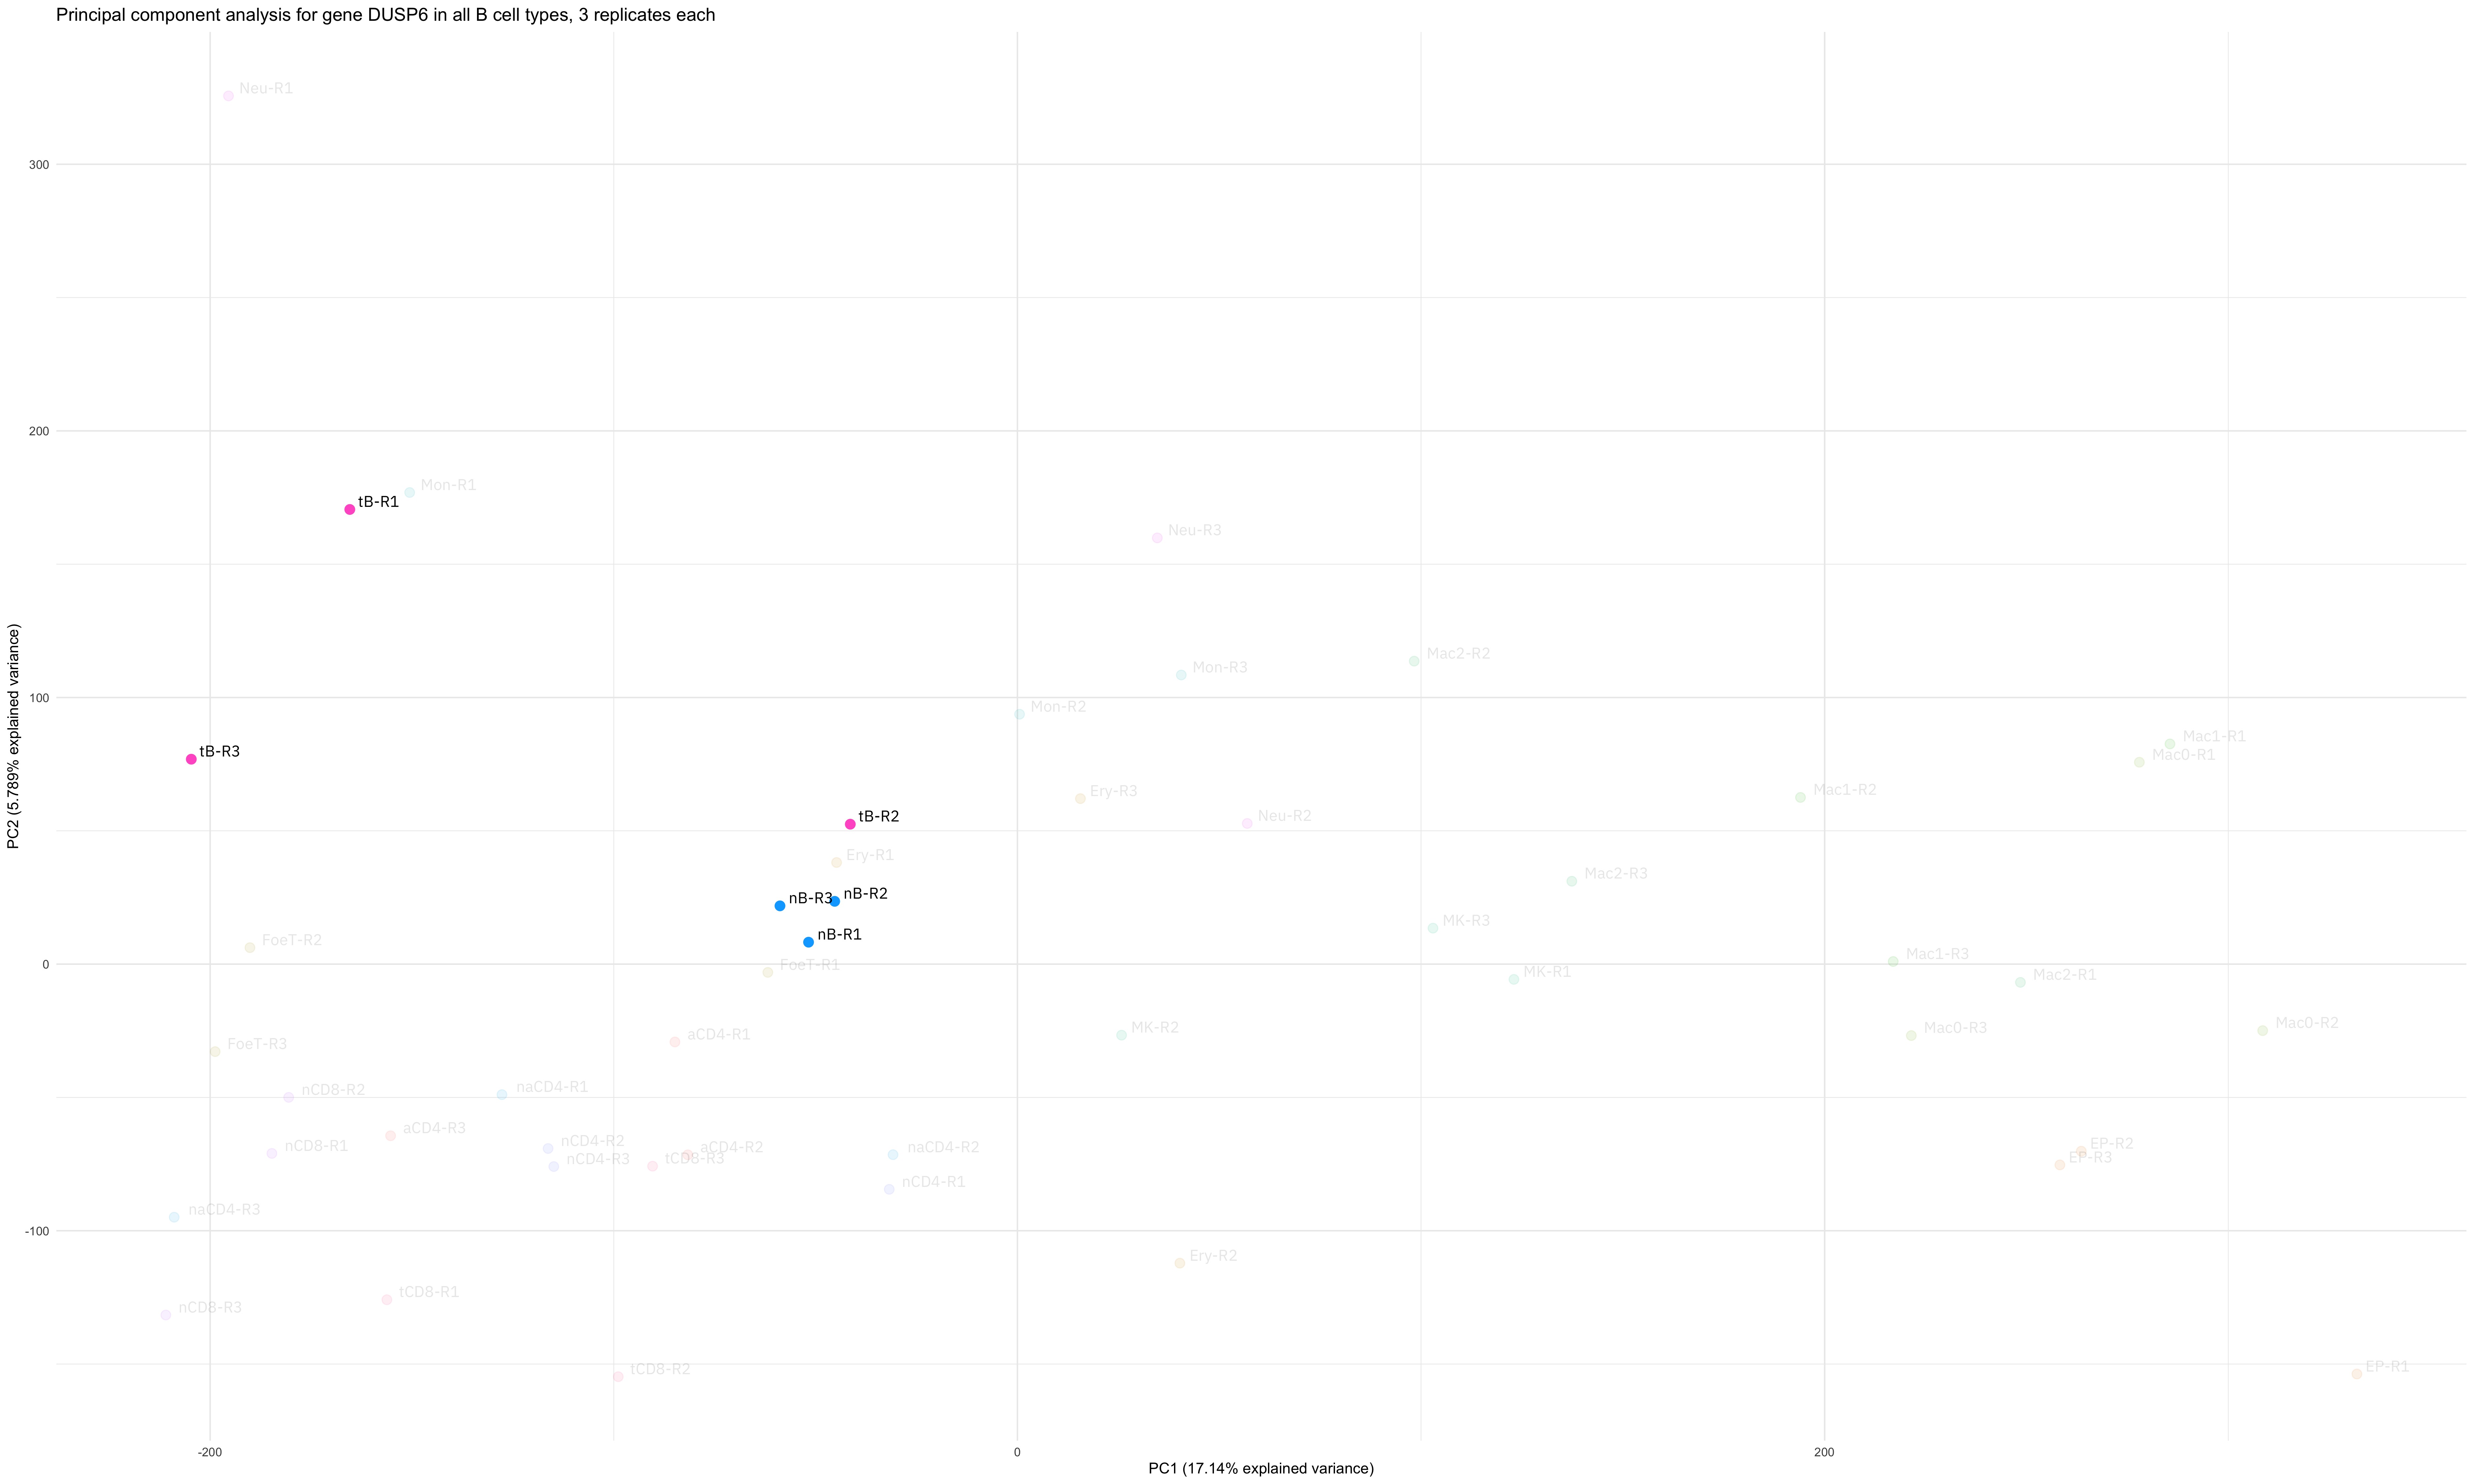 Principal component analysis for gene DUSP6 in all B cell types, 3 replicates each
Neu-R1
300
200
Mon-R1
tB-R1
Neu-R3
Mac2-R2
Mon-R3
100
Mon-R2
Mac1-R1
Mac0-R1
tB-R3
Mac1-R2
Ery-R3
tB-R2
Neu-R2
Ery-R1
Mac2-R3
nB-R2
nB-R3
MK-R3
nB-R1
FoeT-R2
0
FoeT-R1
Mac1-R3
MK-R1
Mac2-R1
aCD4-R1
MK-R2
Mac0-R3
Mac0-R2
FoeT-R3
nCD8-R2
naCD4-R1
aCD4-R3
nCD8-R1
nCD4-R2
nCD4-R3
aCD4-R2
tCD8-R3
naCD4-R2
EP-R2
EP-R3
nCD4-R1
naCD4-R3
-100
Ery-R2
tCD8-R1
nCD8-R3
tCD8-R2
EP-R1
-200
0
200
PC1 (17.14% explained variance)
PC2 (5.789% explained variance)